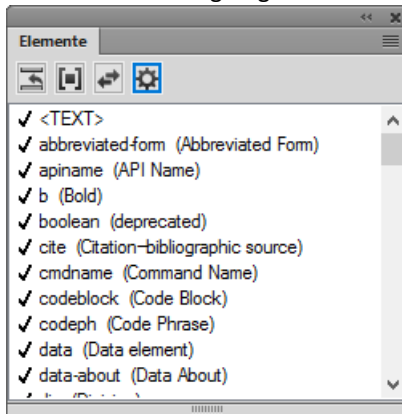 Elemente
<TEXT>
abbreviated-form (Abbreviated Form)
apiname (API Name)
b (Bold)
boolean (deprecated)
cite (Citation-bibliographic source)
cmdname (Command Name)
codeblock (Code Block)
codeph (Code Phrase)
data (Data element)
data-about (Data About)